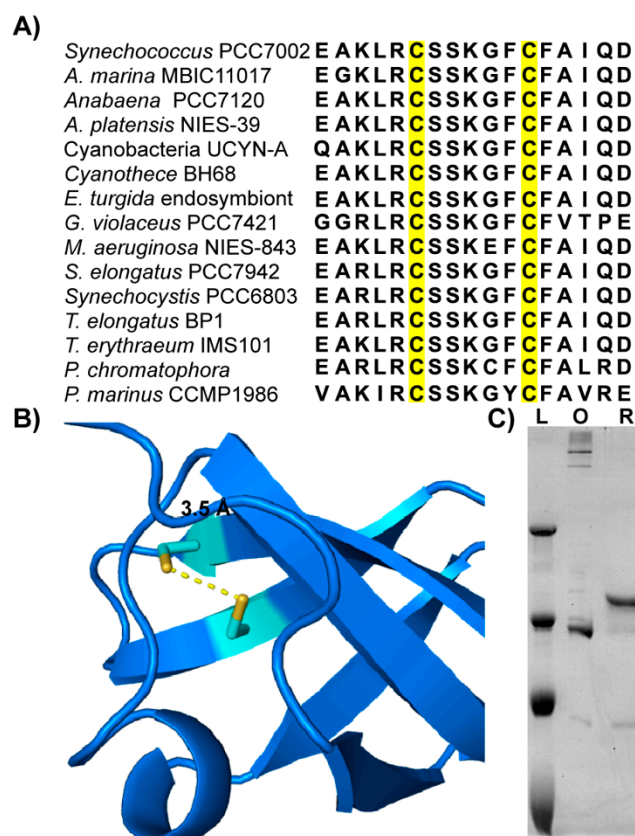 A)
Synechococcus PCC7002 EAKLRCSSKGFCFAIQD
A. marina MBIC11017 EGKLRCSSKGFCFAIQD
Anabaena PCC7120 EAKLRCSSKGFCFAIQD
A. platensis NIES-39 EAKLRCSSKGFCFAIQD
Cyanobacteria UCYN-A QAKLRCSSKGFCFAIQD
Cyanothece BH68 EAKLRCSSKGFCFAIQD
E. turgida endosymbiont EAKLRCSSKGFCFAIQD
G. violaceus PCC7421 GGRLRCSSKGFCFVTPE
M. aeruginosa NIES-843 EAKLRCSSKEFCFAIQD
S. elongatus PCC7942 EARLRCSSKGFCFAIQD
Synechocystis PCC6803 EARLRCSSKGFCFAIQD
T. elongatus BP1 EARLRCSSKGFCFAIQD
T. erythraeum IMS101 EAKLRCSSKGFCFAIQD
P. chromatophora EARLRCSSKCFCFALRD
P. marinus CCMP1986 VAKIRCSSKGYCFAVRE
B)
3.5 Å
C) L O R